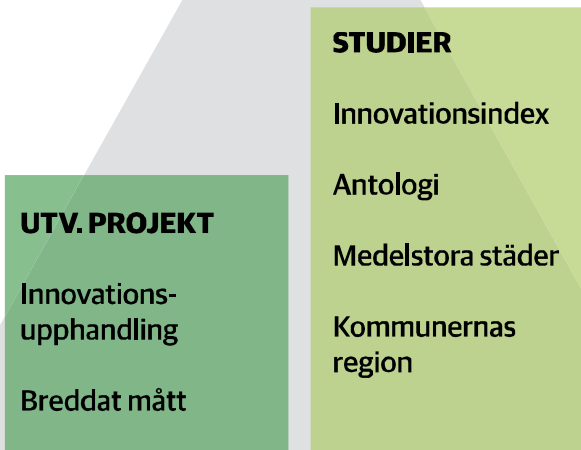 UTV. PROJEKT
Innovations-
upphandling
Breddat mått
STUDIER
Innovationsindex
Antologi
Medelstora städer
Kommunernas
region